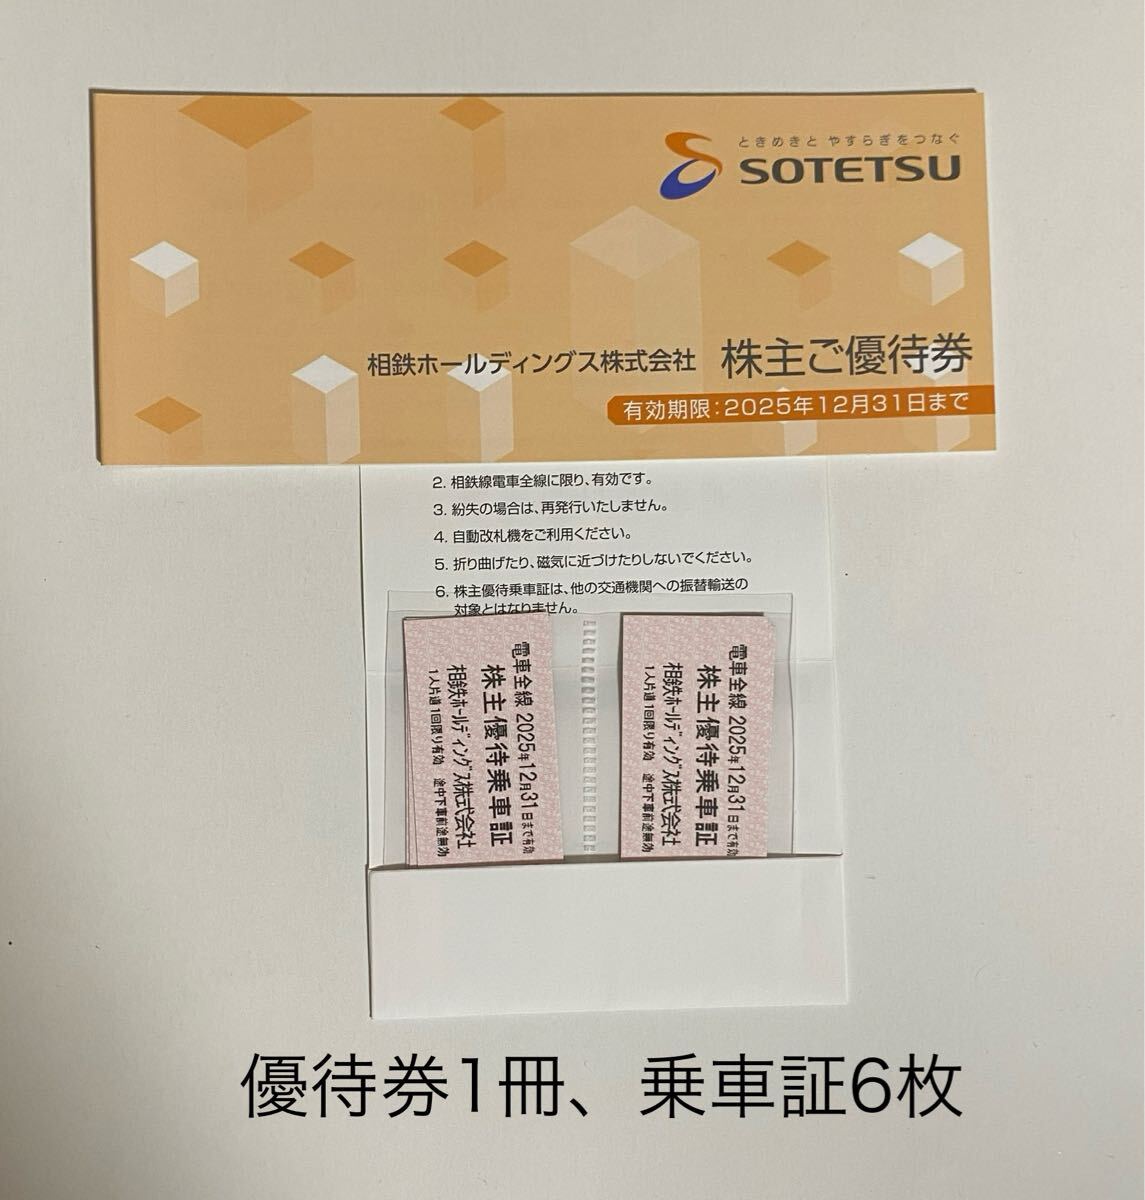 ときめきと やすらぎをつなぐ
SOTETSU
相鉄ホールディングス株式会社 株主ご優待券
有効期限:2025年12月31日まで
2. 相鉄線電車全線に限り、有効です。
3. 紛失の場合は、再発行いたしません。
4. 自動改札機をご利用ください。
5. 折り曲げたり、磁気に近づけたりしないでください。
6. 株主優待乗車証は、他の交通機関への振替輸送の
対象とはなりません。
電車全線 2025年12月31日まで有効
株主優待乗車証
相鉄ホールディングス株式会社
1人片道1回限り有効 途中下車前途無効
電車全線 2025年12月31日まで有効
株主優待乗車証
相鉄ホールディングス株式会社
1人片道1回限り有効 途中下車前途無効
優待券1冊、乗車証6枚